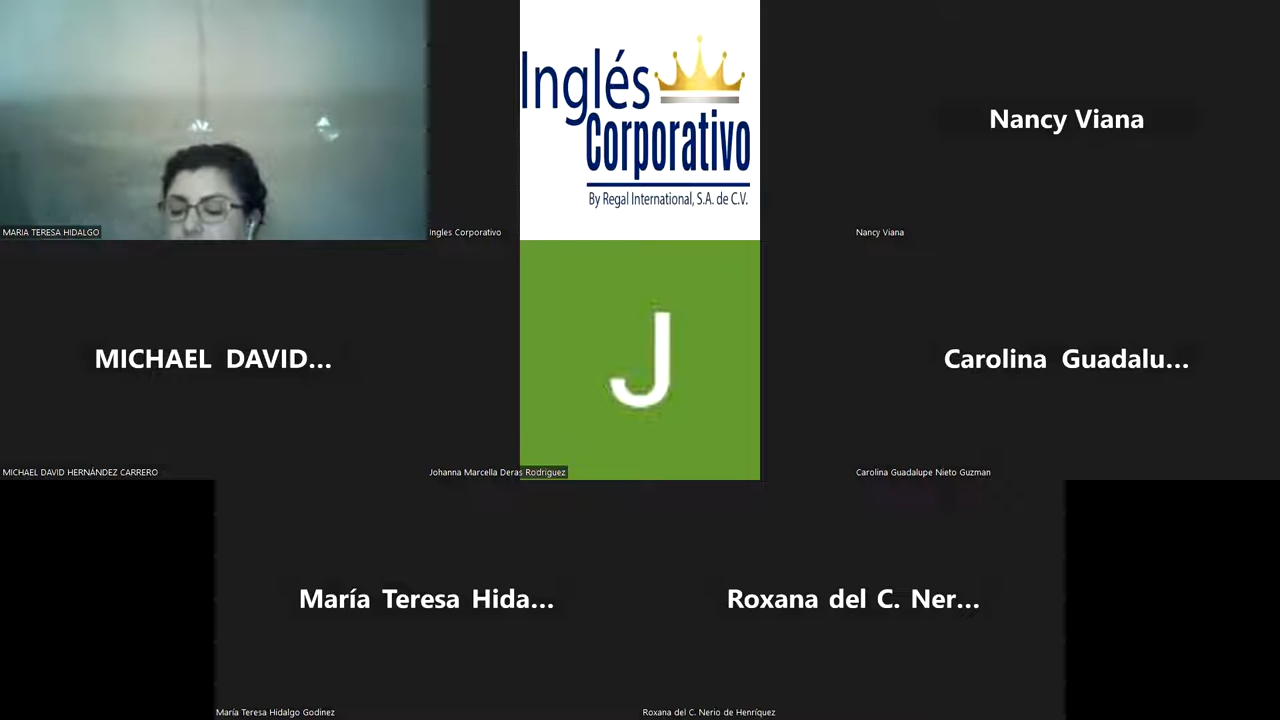 MARIA TERESA HIDALGO
Inglés
Corporativo
By Regal International, S.A. de C.V.
Ingles Corporativo
Nancy Viana
Nancy Viana
MICHAEL DAVID...
MICHAEL DAVID HERNÁNDEZ CARRERO
J
Johanna Marcella Deras Rodriguez
Carolina Guadalu...
Carolina Guadalupe Nieto Guzman
María Teresa Hida...
María Teresa Hidalgo Godinez
Roxana del C. Ner...
Roxana del C. Nerio de Henríquez